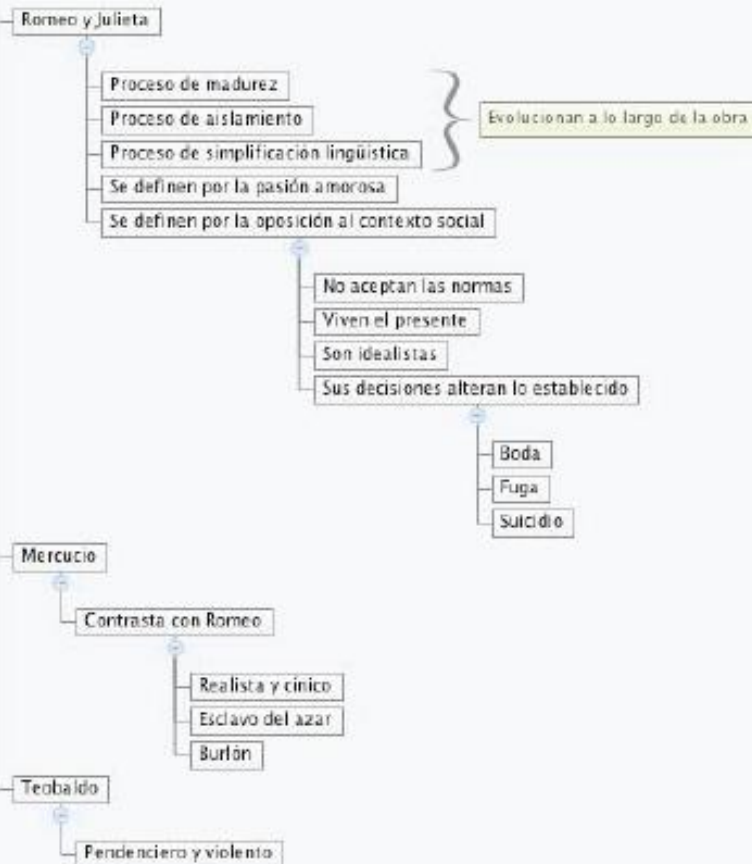 Romeo y Julieta
Proceso de madurez
Proceso de aislamiento
Evolucionan a lo largo de la obra
Proceso de simplificación lingüística
Se definen por la pasión amorosa
Se definen por la oposición al contexto social
No aceptan las normas
Viven el presente
Son idealistas
Sus decisiones alteran lo establecido
Boda
Fuga
Suicidio
Mercucio
Contrasta con Romeo
Realista y cínico
Esclavo del azar
Burlón
Teobaldo
Pendenciero y violento